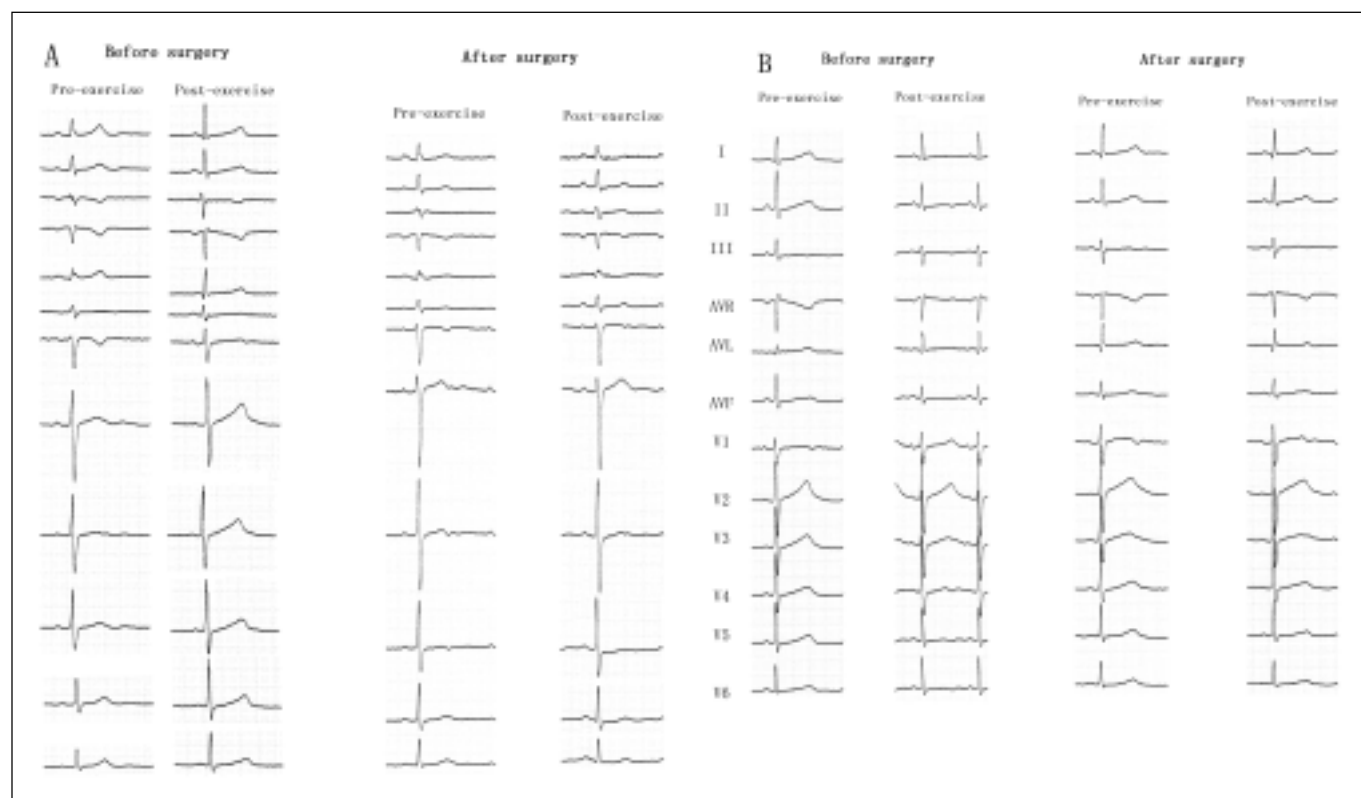 A
Before surgery
After surgery
Pre-exercise
Post-exercise
Pre-exercise
Post-exercise
B
Before surgery
After surgery
Pre-exercise
Post-exercise
Pre-exercise
Post-exercise
I
II
III
AVR
AVL
AVF
V1
V2
V3
V4
V5
V6